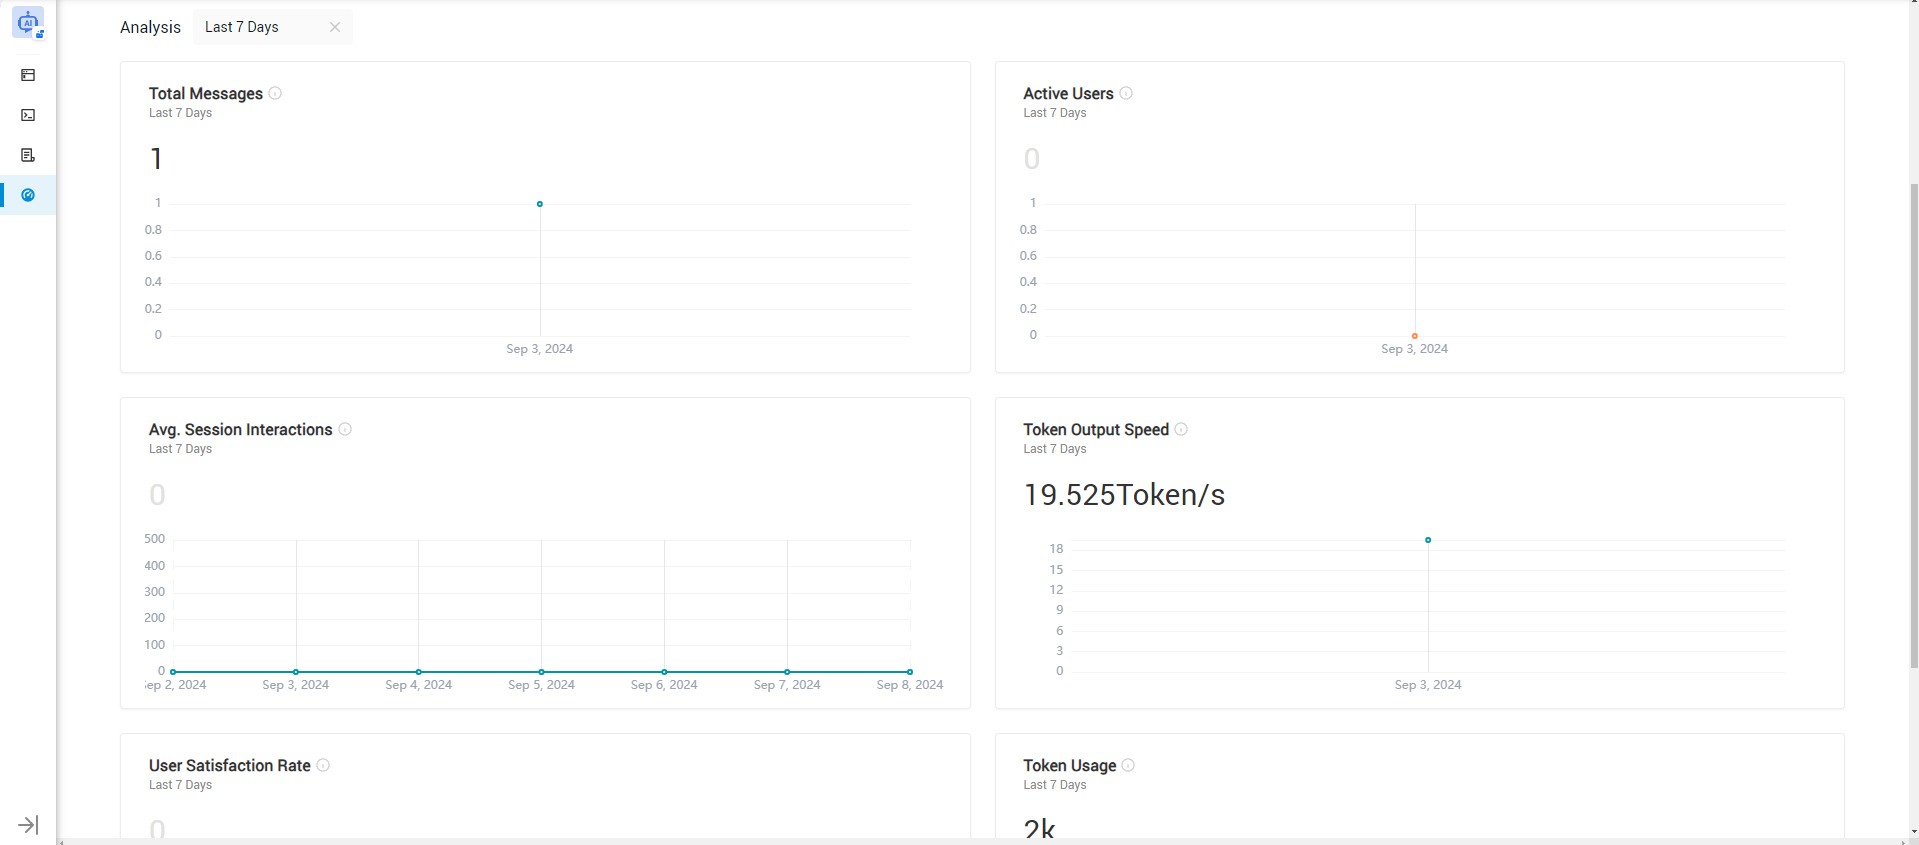 AI
Analysis
Last 7 Days
Total Messages
Last 7 Days
1
1
0.8
0.6
0.4
0.2
0
Sep 3, 2024
Active Users
Last 7 Days
0
1
0.8
0.6
0.4
0.2
0
Sep 3, 2024
Avg. Session Interactions
Last 7 Days
0
500
400
300
200
100
0
ep 2, 2024 Sep 3, 2024 Sep 4, 2024 Sep 5, 2024 Sep 6, 2024 Sep 7, 2024 Sep 8, 2024
Token Output Speed
Last 7 Days
19.525Token/s
18
15
12
9
6
3
0
Sep 3, 2024
User Satisfaction Rate
Last 7 Days
0
Token Usage
Last 7 Days
2k